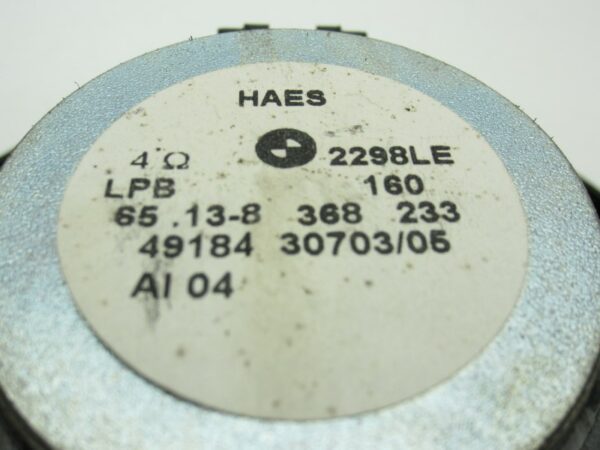 HAES
4 Ω 2298LE
LPB 160
65 .13-8 368 233
49184 30703/05
AI 04